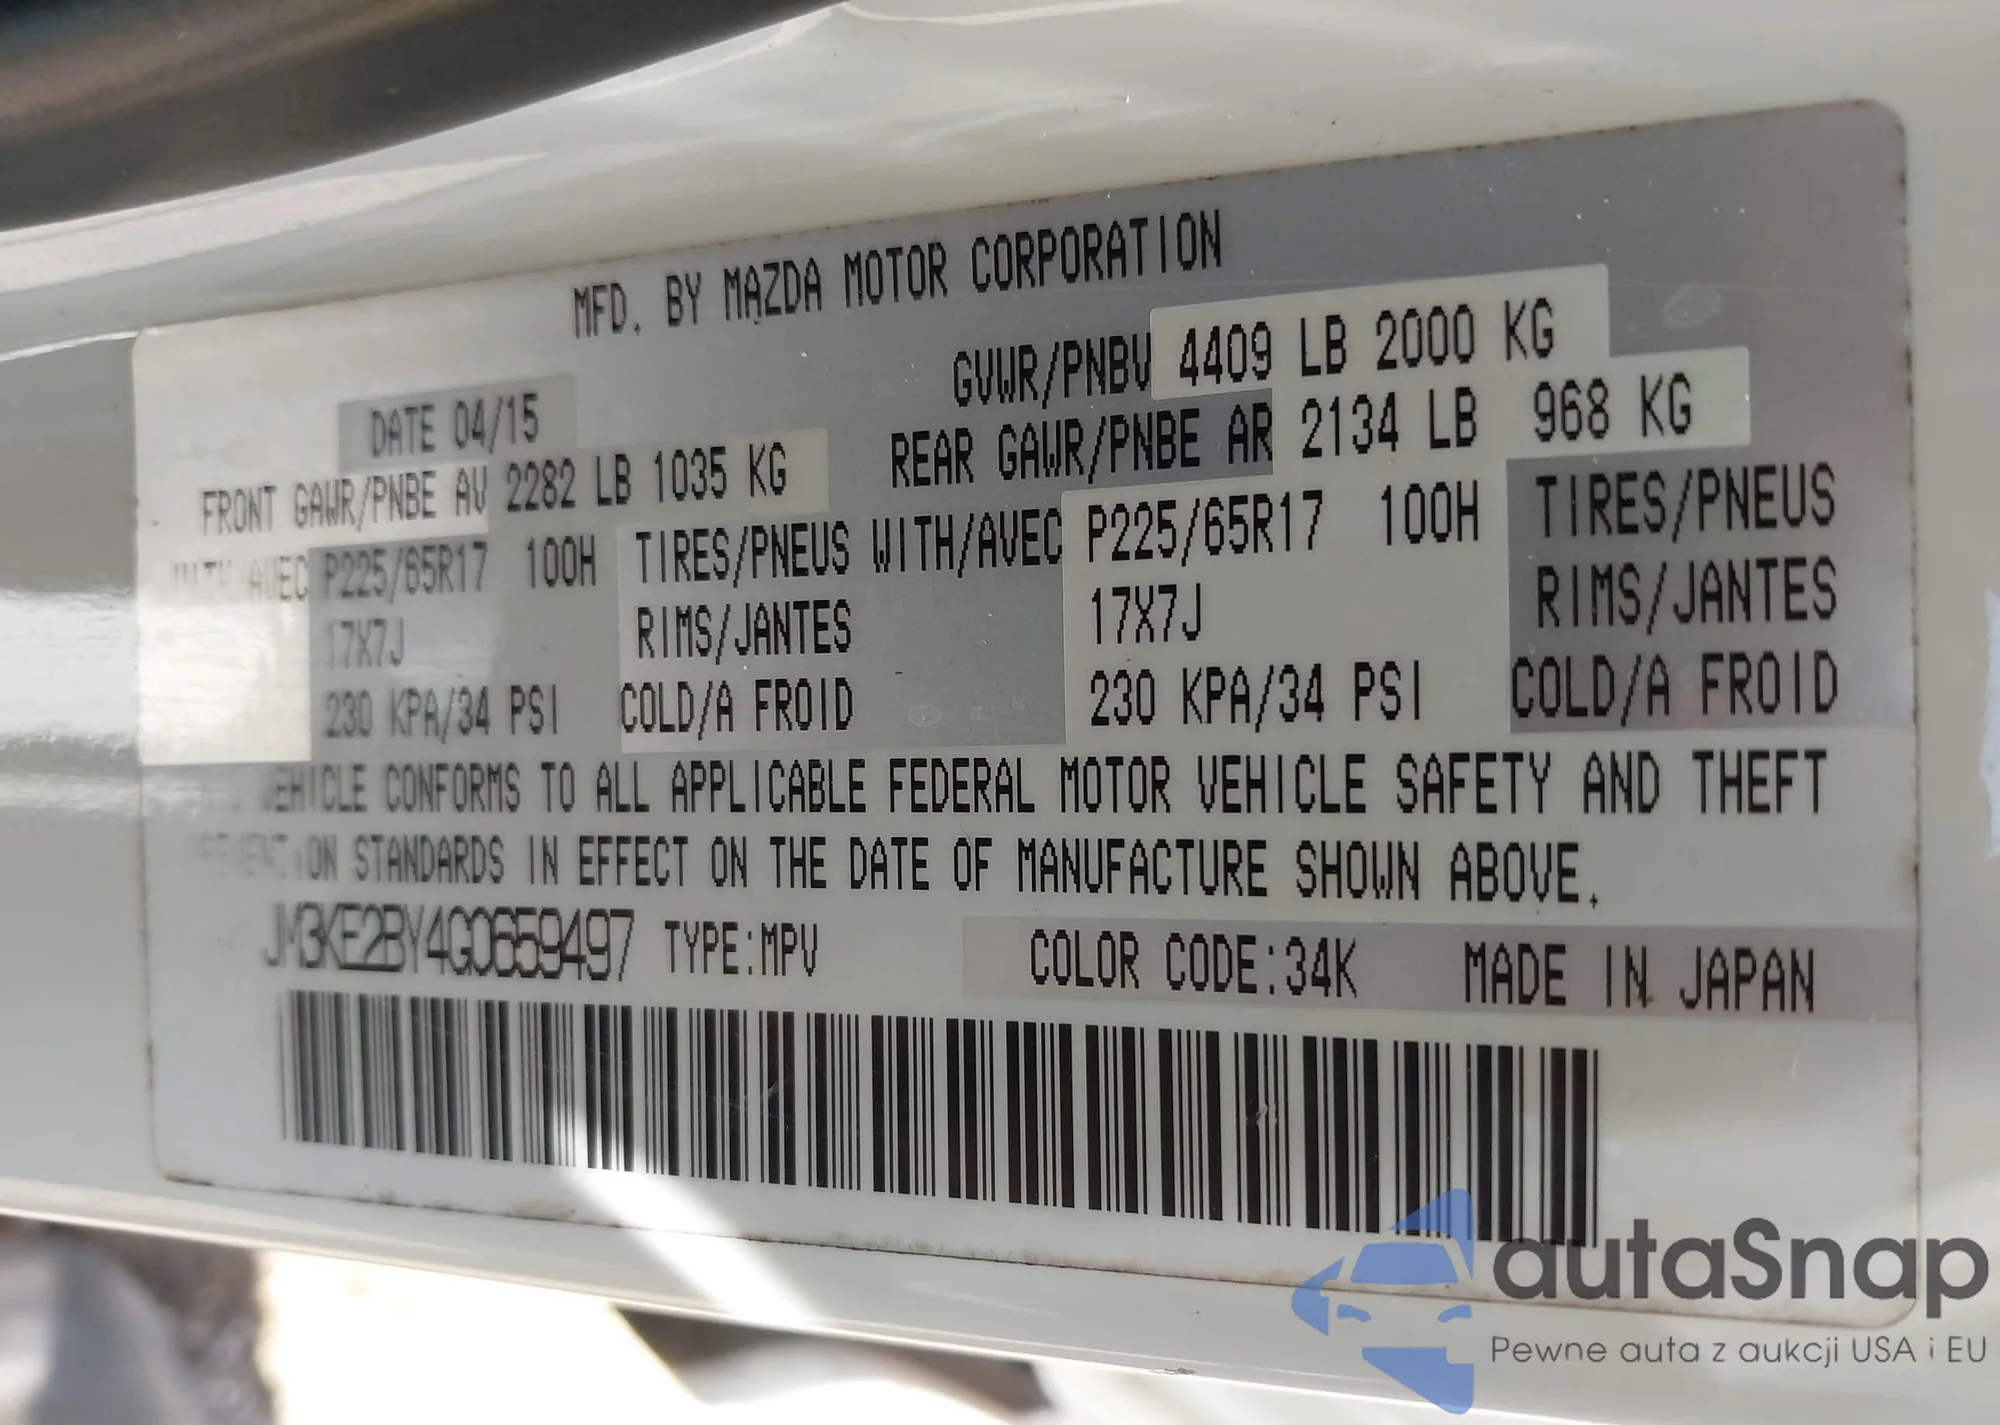 MFD. BY MAZDA MOTOR CORPORATION
DATE 04/15 GVWR/PNBV 4409 LB 2000 KG
FRONT GAWR/PNBE AV 2282 LB 1035 KG REAR GAWR/PNBE AR 2134 LB 968 KG
WITH/AVEC P225/65R17 100H TIRES/PNEUS WITH/AVEC P225/65R17 100H TIRES/PNEUS
17X7J RIMS/JANTES 17X7J RIMS/JANTES
230 KPA/34 PSI COLD/A FROID 230 KPA/34 PSI COLD/A FROID
VEHICLE CONFORMS TO ALL APPLICABLE FEDERAL MOTOR VEHICLE SAFETY AND THEFT
PREVENTION STANDARDS IN EFFECT ON THE DATE OF MANUFACTURE SHOWN ABOVE.
JM3KE2BY4G0659497 TYPE:MPV COLOR CODE:34K MADE IN JAPAN
autaSnap
Pewne auta z aukcji USA i EU